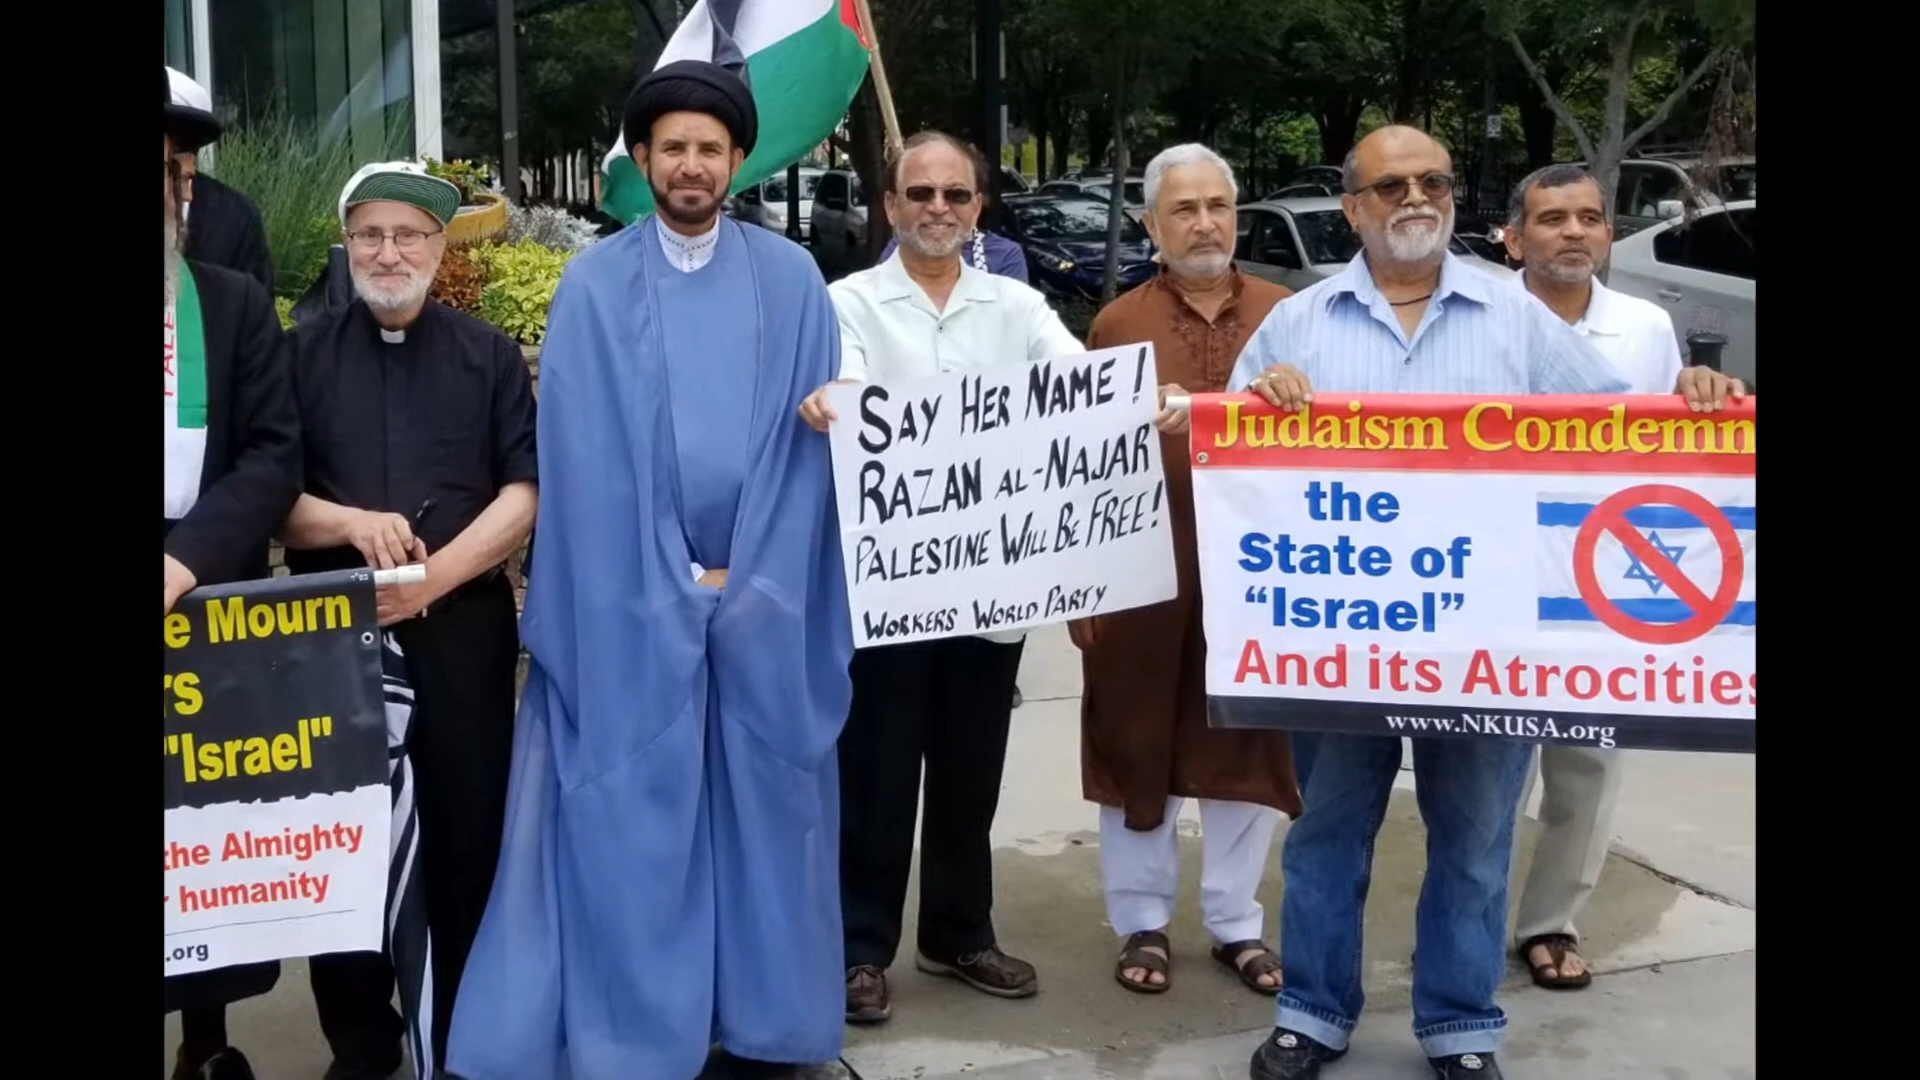 e Mourn
rs
"Israel"
the Almighty
humanity
.org
SAY HER NAME!
RAZAN AL-NAJAR
PALESTINE WILL BE FREE!
WORKERS WORLD PARTY
Judaism Condemn
the
State of
“Israel”
And its Atrocities
www.NKUSA.org